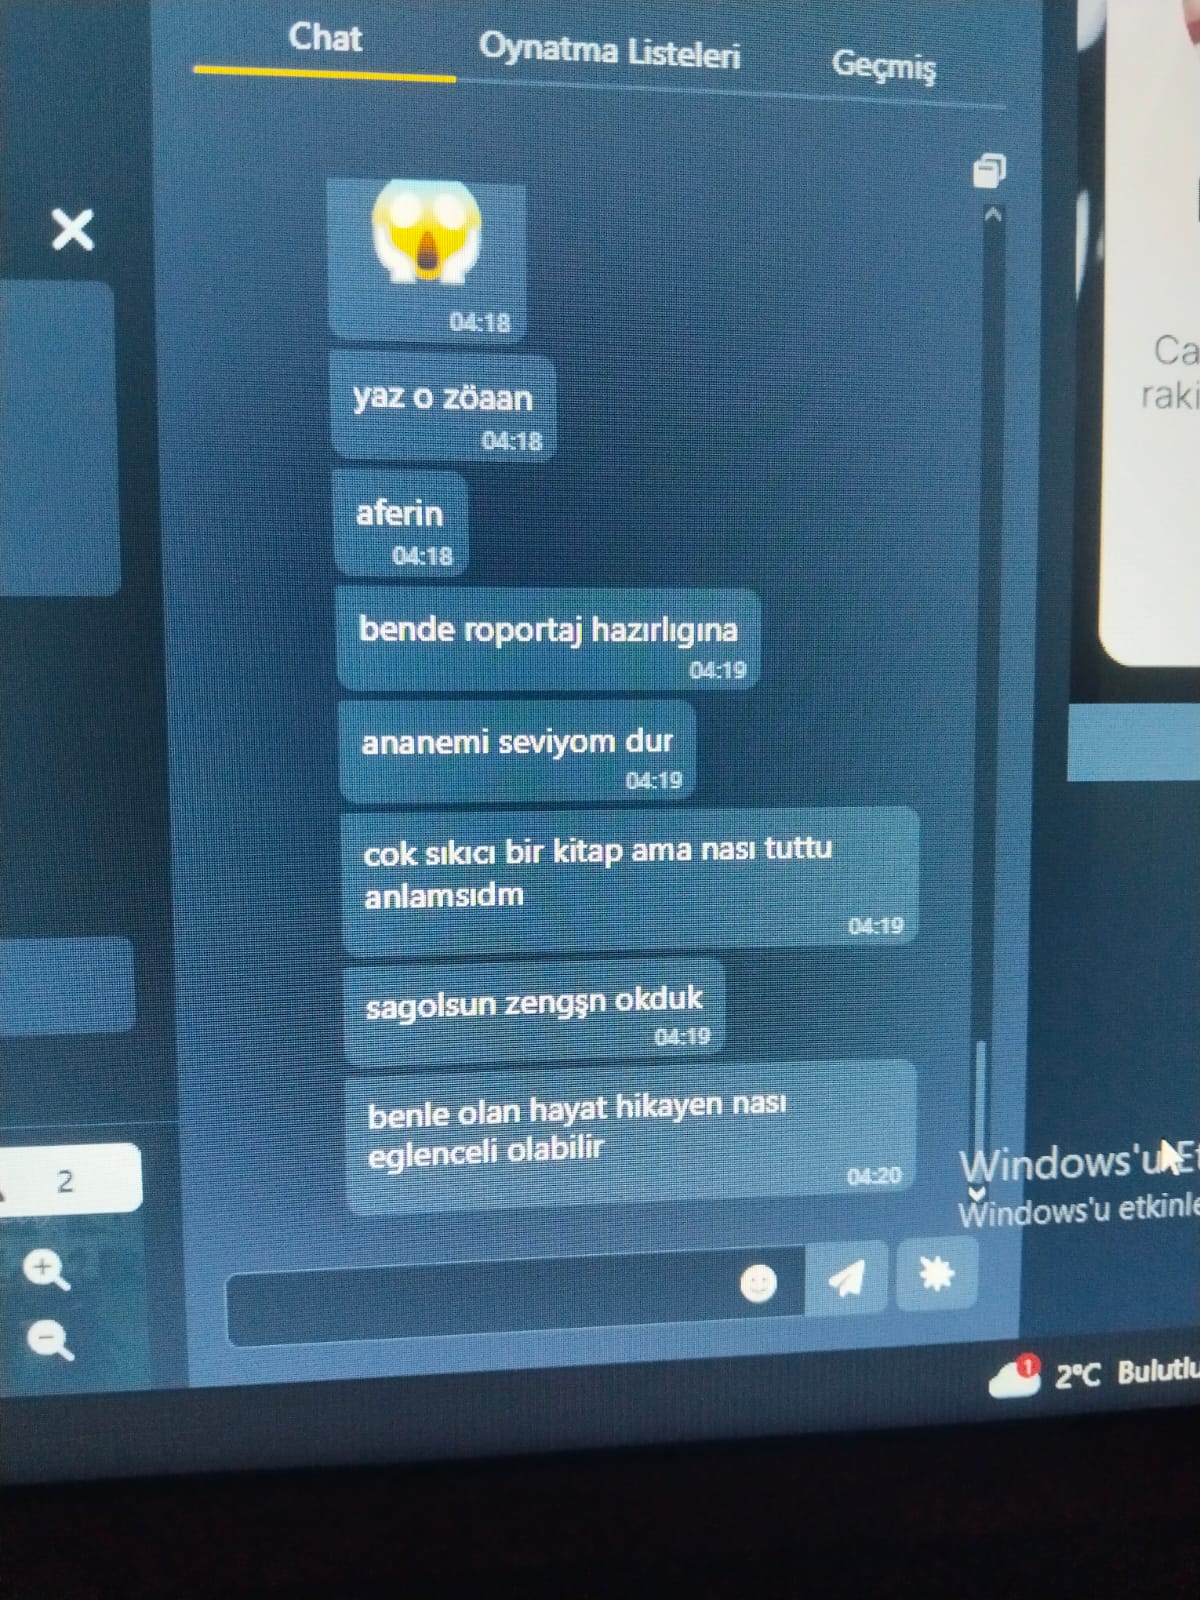 Chat
Oynatma Listeleri
Geçmiş
04:18
yaz o zöaan
04:18
aferin
04:18
bende roportaj hazırlıgına
04:19
ananemi seviyom dur
04:19
cok sıkıcı bir kitap ama nası tuttu
anlamsıdm
04:19
sagolsun zengşn okduk
04:19
benle olan hayat hikayen nası
eglenceli olabilir
04:20
Ca
raki
2
Windows'u Et
Windows'u etkinle
1
2°C Bulutlu